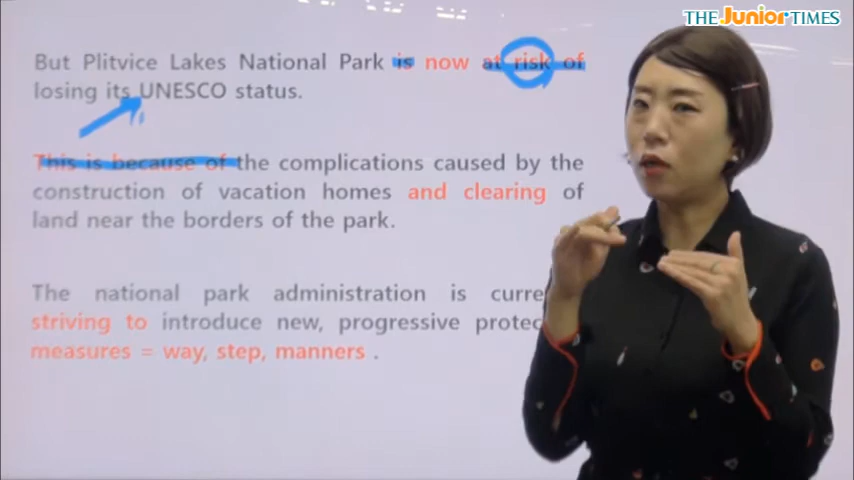 THE Junior TIMES
But Plitvice Lakes National Park is now at risk of
losing its UNESCO status.
This is because of the complications caused by the
construction of vacation homes and clearing of
land near the borders of the park.
The national park administration is curre
striving to introduce new, progressive protec
measures = way, step, manners .